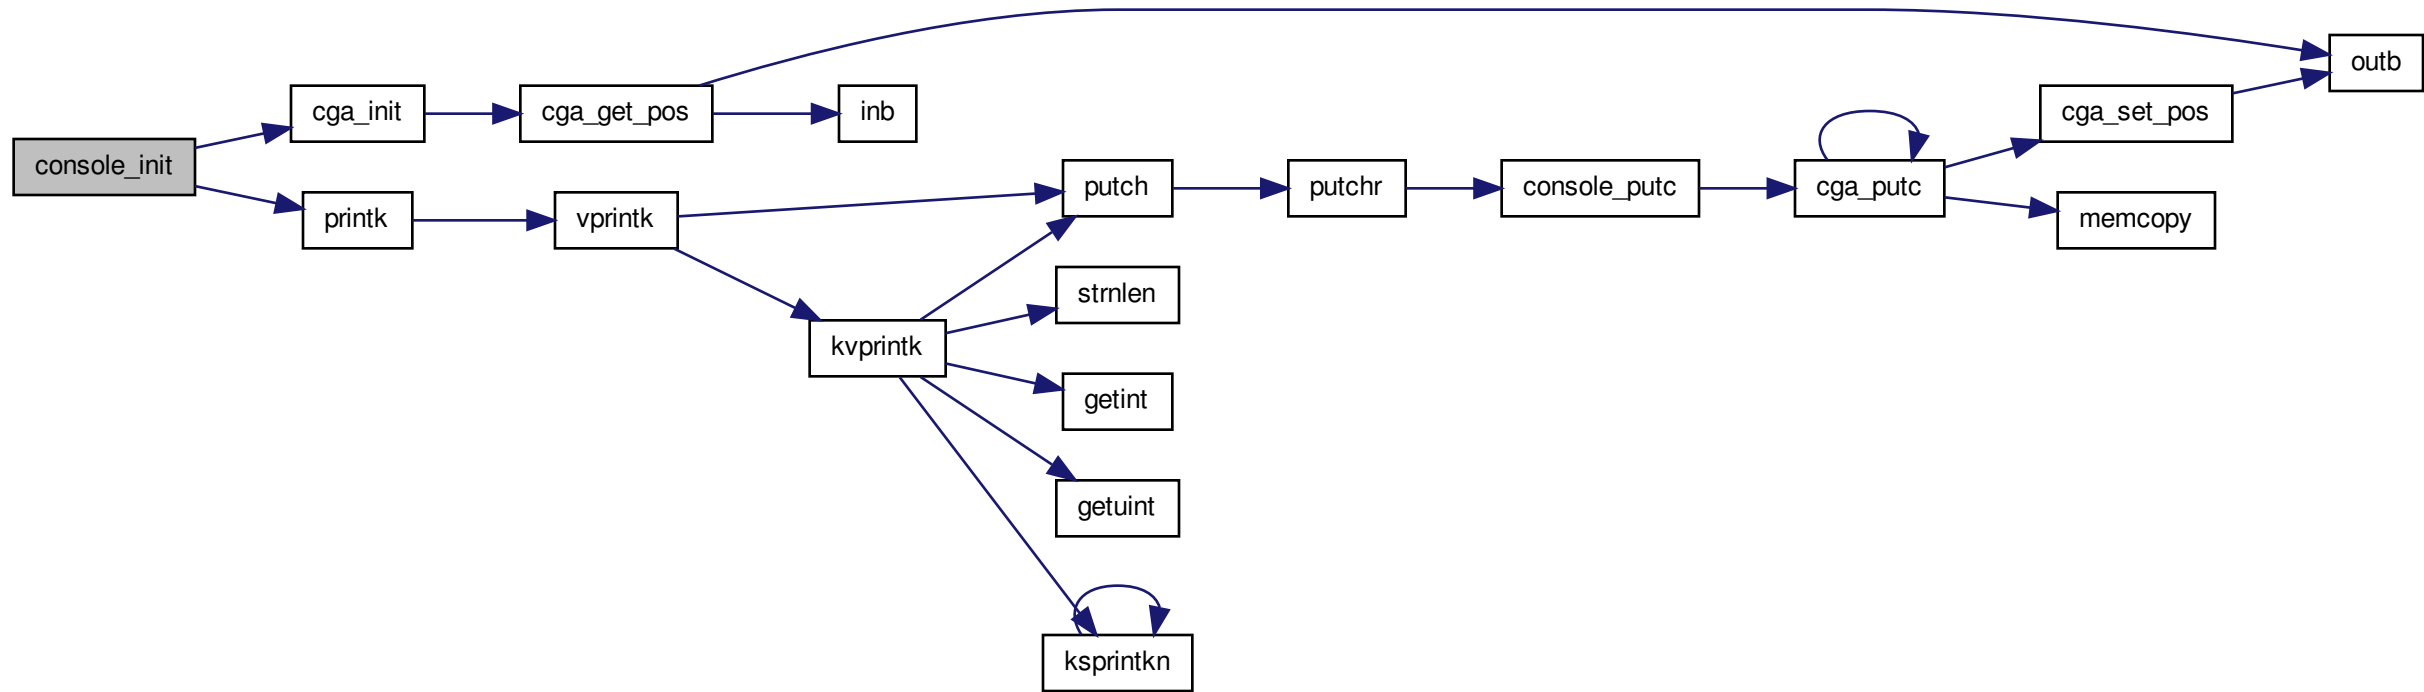 console_init
cga_init
cga_get_pos
inb
outb
printk
vprintk
putch
putchr
console_putc
cga_putc
cga_set_pos
memcopy
kvprintk
strnlen
getint
getuint
ksprintkn